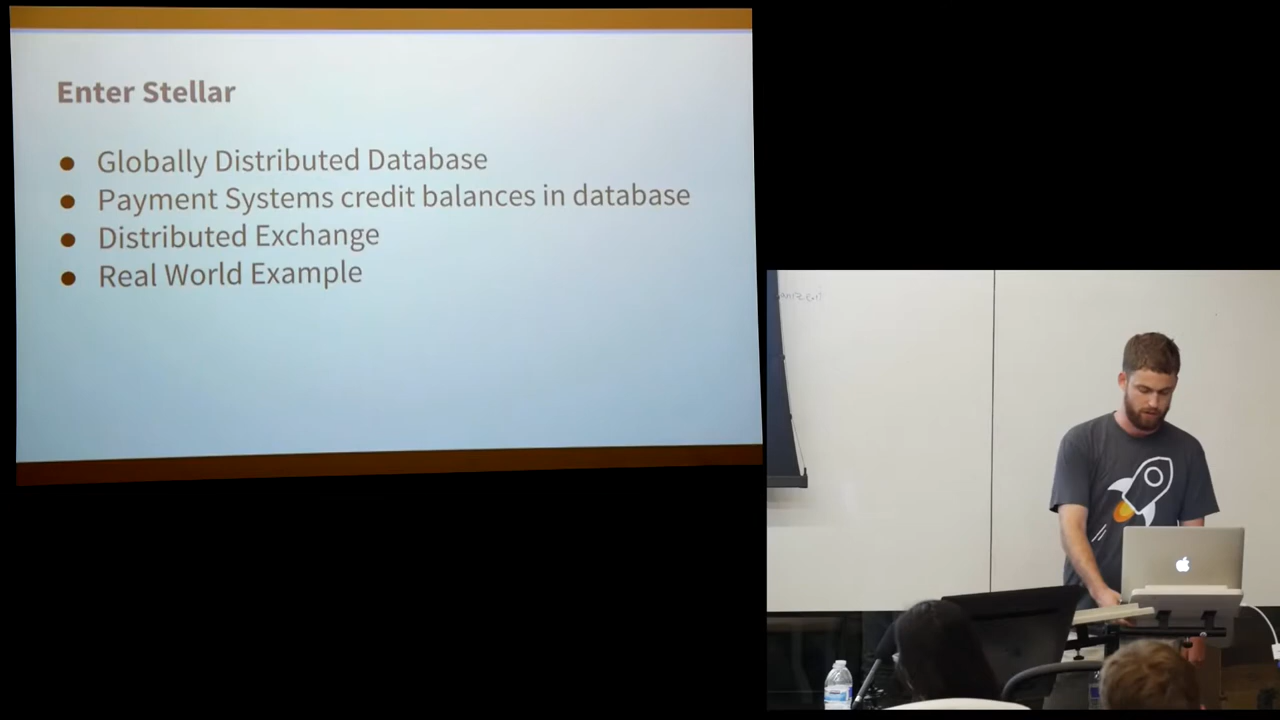 Enter Stellar
● Globally Distributed Database
● Payment Systems credit balances in database
● Distributed Exchange
● Real World Example